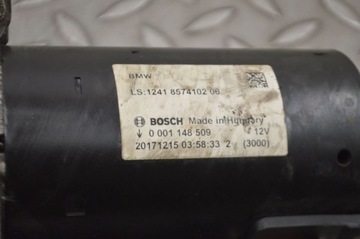 BMW
LS:1241 8574102 06
BOSCH Made in Hungary
0 001 148 509 12V
20171215 03:58:33 2 (3000)